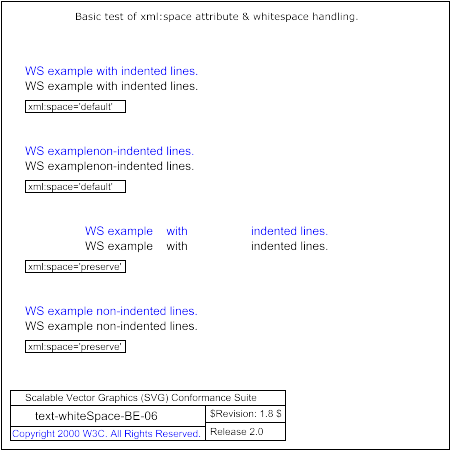 Basic test of xml:space attribute & whitespace handling.
WS example with indented lines.
WS example with indented lines.
xml:space='default'
WS examplenon-indented lines.
WS examplenon-indented lines.
xml:space='default'
WS example    with                    indented lines.
WS example    with                    indented lines.
xml:space='preserve'
WS example non-indented lines.
WS example non-indented lines.
xml:space='preserve'
Scalable Vector Graphics (SVG) Conformance Suite
text-whiteSpace-BE-06
$Revision: 1.8 $
Copyright 2000 W3C. All Rights Reserved.
Release 2.0